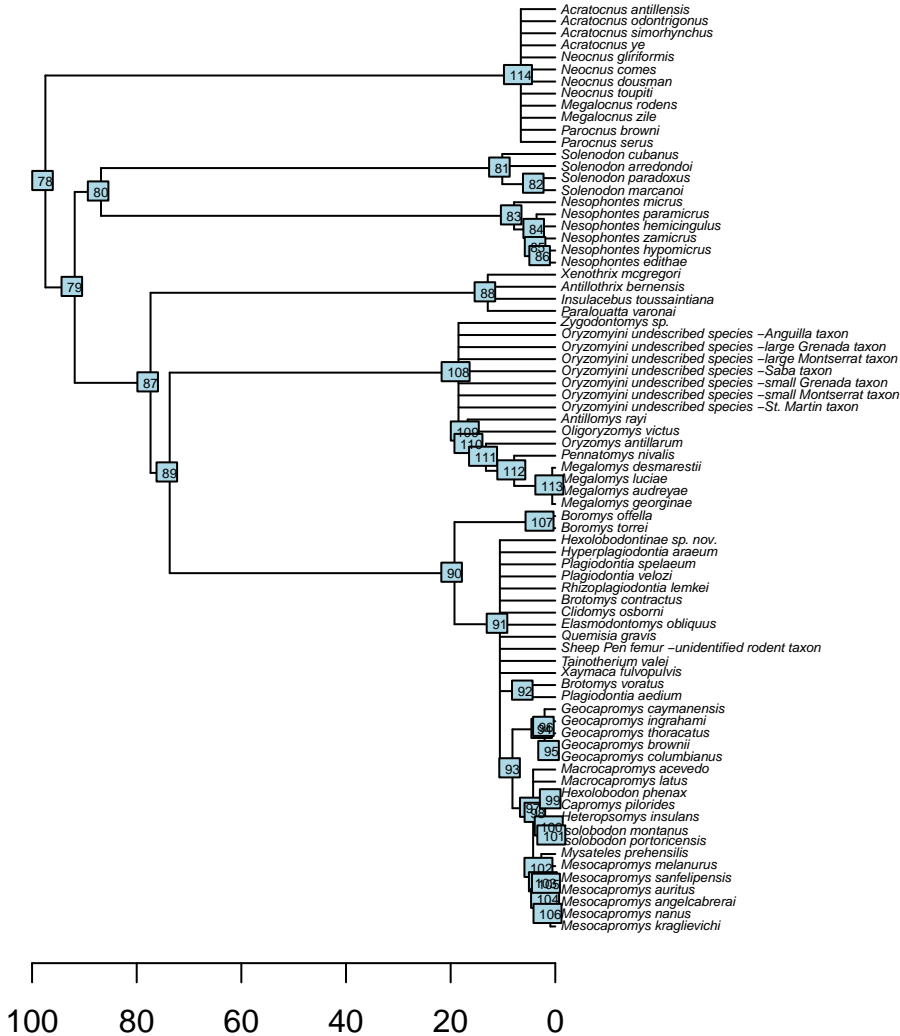 Acratocnus antillensis
Acratocnus odontrigonus
Acratocnus simorhynchus
Acratocnus ye
Neocnus gliriformis
Neocnus comes
114
Neocnus dousman
Neocnus toupiti
Megalocnus rodens
Megalocnus zile
Parocnus browni
Parocnus serus
Solenodon cubanus
81
Solenodon arredondoi
78
80
82
Solenodon paradoxus
Solenodon marcanoi
Nesophontes micrus
83
Nesophontes paramicrus
84
Nesophontes hemicingulus
Nesophontes zamicrus
85
Nesophontes hypomicrus
86
Nesophontes edithae
Xenothrix mcgregori
79
Antillothrix bernensis
88
Insulacebus toussaintiana
Paralouatta varonai
Zygodontomys sp.
Oryzomyini undescribed species −Anguilla taxon
Oryzomyini undescribed species −large Grenada taxon
Oryzomyini undescribed species −large Montserrat taxon
108
Oryzomyini undescribed species −Saba taxon
87
Oryzomyini undescribed species −small Grenada taxon
Oryzomyini undescribed species −small Montserrat taxon
Oryzomyini undescribed species −St. Martin taxon
Antillomys rayi
109
Oligoryzomys victus
110
Oryzomys antillarum
111
Pennatomys nivalis
89
112
Megalomys desmarestii
Megalomys luciae
113
Megalomys audreyae
Megalomys georginae
Boromys offella
107
Boromys torrei
Hexolobodontinae sp. nov.
Hyperplagiodontia araeum
Plagiodontia spelaeum
90
Plagiodontia velozi
Rhizoplagiodontia lemkei
Brotomys contractus
Clidomys osborni
91
Elasmodontomys obliquus
Quemisia gravis
Sheep Pen femur −unidentified rodent taxon
Tainotherium valei
Xaymaca fulvopulvis
Brotomys voratus
92
Plagiodontia aedium
Geocapromys caymanensis
Geocapromys ingrahami
96
94
Geocapromys thoracatus
Geocapromys brownii
95
Geocapromys columbianus
93
Macrocapromys acevedo
Macrocapromys latus
Hexolobodon phenax
99
97
Capromys pilorides
98
Heteropsomys insulans
100
solobodon montanus
101
solobodon portoricensis
Mysateles prehensilis
102
Mesocapromys melanurus
Mesocapromys sanfelipensis
103
105
Mesocapromys auritus
104
Mesocapromys angelcabrerai
106
Mesocapromys nanus
Mesocapromys kraglievichi
100 80 60 40 20 0